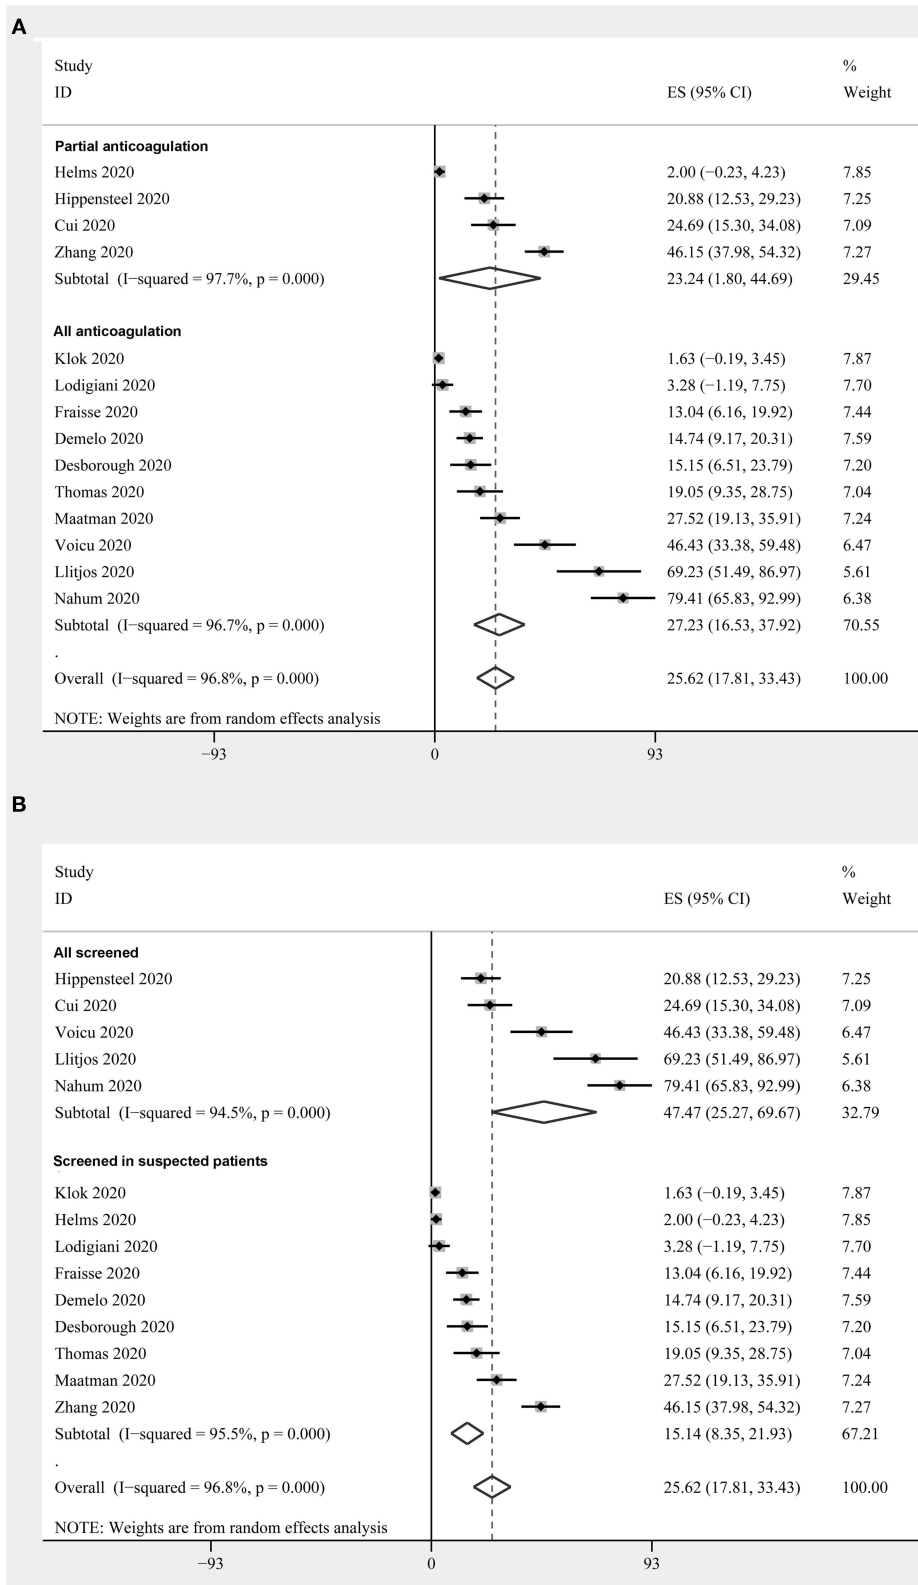 A
Study %
ID ES (95% CI) Weight
Partial anticoagulation
Helms 2020 2.00 (−0.23, 4.23) 7.85
Hippensteel 2020 20.88 (12.53, 29.23) 7.25
Cui 2020 24.69 (15.30, 34.08) 7.09
Zhang 2020 46.15 (37.98, 54.32) 7.27
Subtotal (I−squared = 97.7%, p = 0.000) 23.24 (1.80, 44.69) 29.45
All anticoagulation
Klok 2020 1.63 (−0.19, 3.45) 7.87
Lodigiani 2020 3.28 (−1.19, 7.75) 7.70
Fraisse 2020 13.04 (6.16, 19.92) 7.44
Demelo 2020 14.74 (9.17, 20.31) 7.59
Desborough 2020 15.15 (6.51, 23.79) 7.20
Thomas 2020 19.05 (9.35, 28.75) 7.04
Maatman 2020 27.52 (19.13, 35.91) 7.24
Voicu 2020 46.43 (33.38, 59.48) 6.47
Llitjos 2020 69.23 (51.49, 86.97) 5.61
Nahum 2020 79.41 (65.83, 92.99) 6.38
Subtotal (I−squared = 96.7%, p = 0.000) 27.23 (16.53, 37.92) 70.55
.
Overall (I−squared = 96.8%, p = 0.000) 25.62 (17.81, 33.43) 100.00
NOTE: Weights are from random effects analysis
−93 0 93
B
Study %
ID ES (95% CI) Weight
All screened
Hippensteel 2020 20.88 (12.53, 29.23) 7.25
Cui 2020 24.69 (15.30, 34.08) 7.09
Voicu 2020 46.43 (33.38, 59.48) 6.47
Llitjos 2020 69.23 (51.49, 86.97) 5.61
Nahum 2020 79.41 (65.83, 92.99) 6.38
Subtotal (I−squared = 94.5%, p = 0.000) 47.47 (25.27, 69.67) 32.79
Screened in suspected patients
Klok 2020 1.63 (−0.19, 3.45) 7.87
Helms 2020 2.00 (−0.23, 4.23) 7.85
Lodigiani 2020 3.28 (−1.19, 7.75) 7.70
Fraisse 2020 13.04 (6.16, 19.92) 7.44
Demelo 2020 14.74 (9.17, 20.31) 7.59
Desborough 2020 15.15 (6.51, 23.79) 7.20
Thomas 2020 19.05 (9.35, 28.75) 7.04
Maatman 2020 27.52 (19.13, 35.91) 7.24
Zhang 2020 46.15 (37.98, 54.32) 7.27
Subtotal (I−squared = 95.5%, p = 0.000) 15.14 (8.35, 21.93) 67.21
.
Overall (I−squared = 96.8%, p = 0.000) 25.62 (17.81, 33.43) 100.00
NOTE: Weights are from random effects analysis
−93 0 93